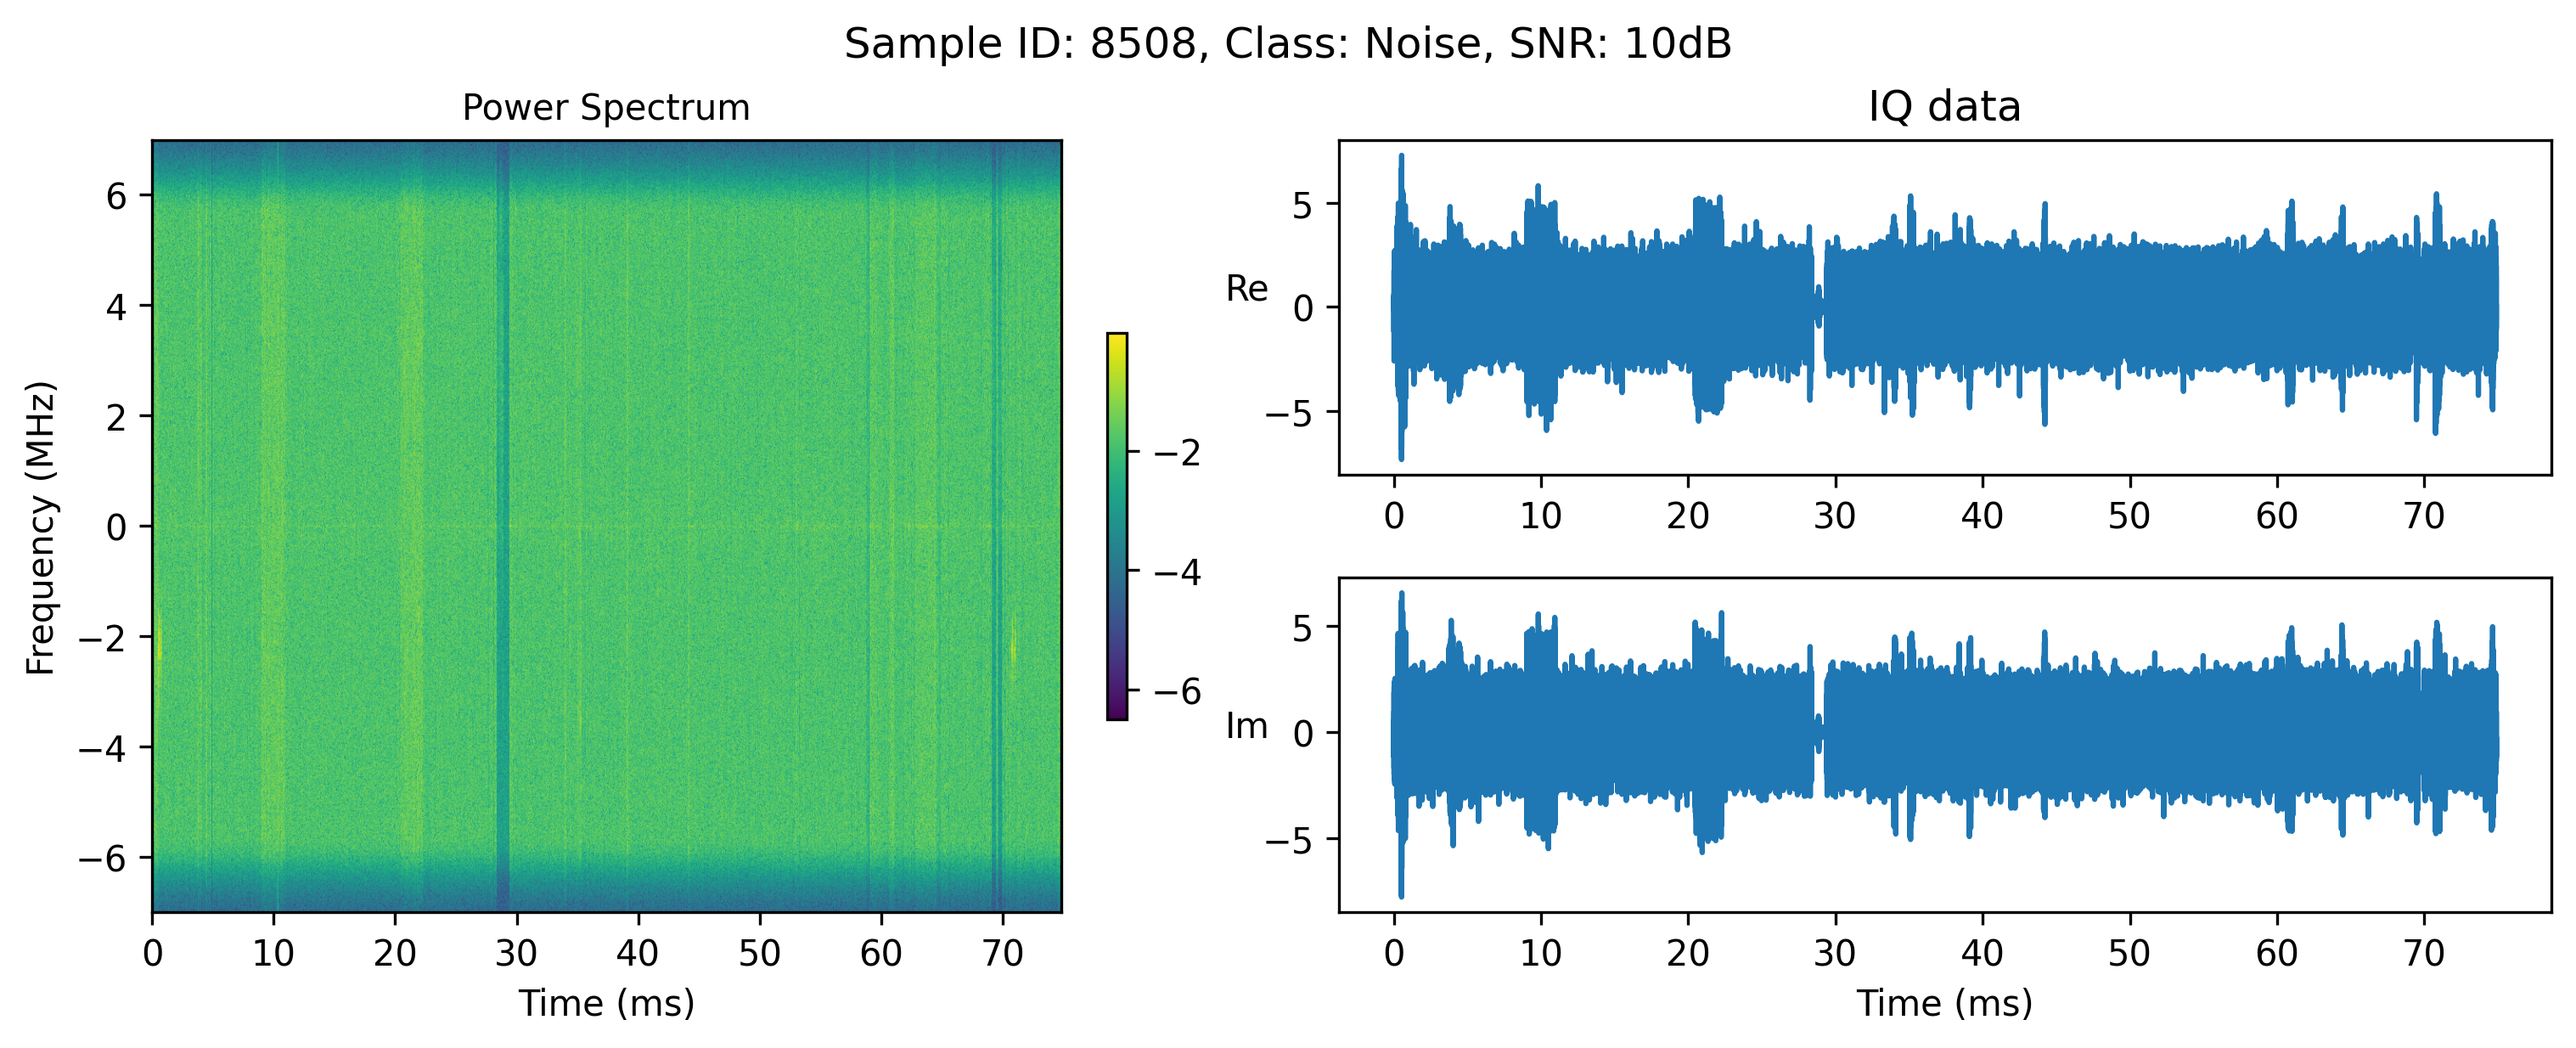 Sample ID: 8508, Class: Noise, SNR: 10dB
Power Spectrum
Frequency (MHz)
6
4
2
0
−2
−4
−6
0 10 20 30 40 50 60 70
Time (ms)
−2
−4
−6
IQ data
Re
5
0
−5
0 10 20 30 40 50 60 70
Im
5
0
−5
0 10 20 30 40 50 60 70
Time (ms)